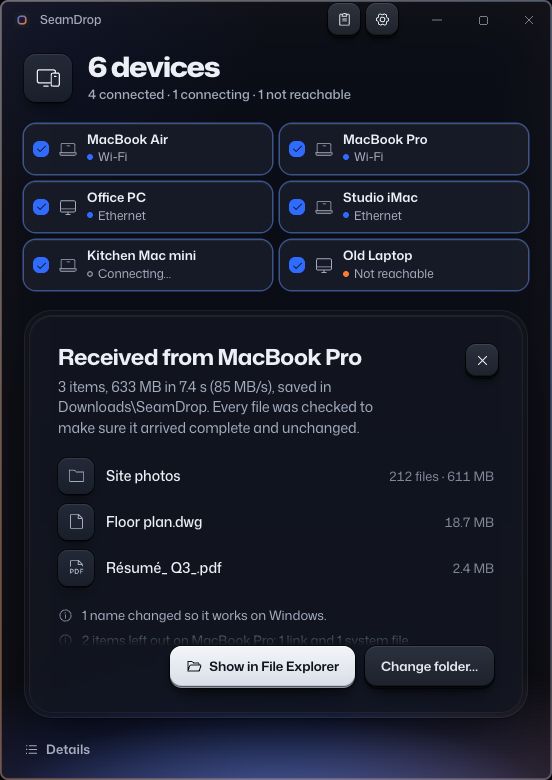 SeamDrop
6 devices
4 connected · 1 connecting · 1 not reachable
MacBook Air
Wi-Fi
MacBook Pro
Wi-Fi
Office PC
Ethernet
Studio iMac
Ethernet
Kitchen Mac mini
Connecting...
Old Laptop
Not reachable
Received from MacBook Pro
3 items, 633 MB in 7.4 s (85 MB/s), saved in
Downloads\SeamDrop. Every file was checked to
make sure it arrived complete and unchanged.
Site photos
212 files · 611 MB
Floor plan.dwg
18.7 MB
PDF
Résumé_ Q3_.pdf
2.4 MB
1 name changed so it works on Windows.
2 items left out on MacBook Pro: 1 link and 1 system file.
Show in File Explorer
Change folder...
Details